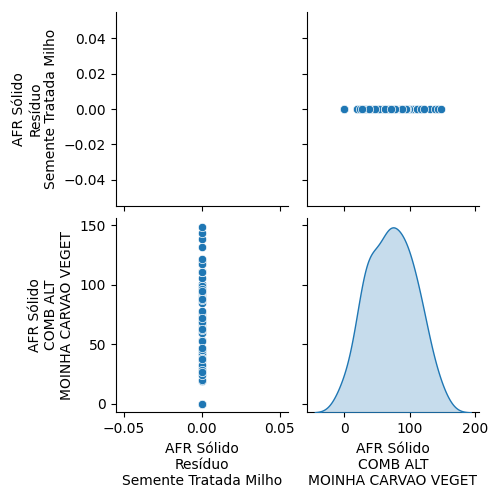 AFR Sólido
Resíduo
Semente Tratada Milho
0.04
0.02
0.00
−0.02
−0.04
AFR Sólido
COMB ALT
MOINHA CARVAO VEGET
150
100
50
0
−0.05
0.00
0.05
AFR Sólido
Resíduo
Semente Tratada Milho
0
100
200
AFR Sólido
COMB ALT
MOINHA CARVAO VEGET